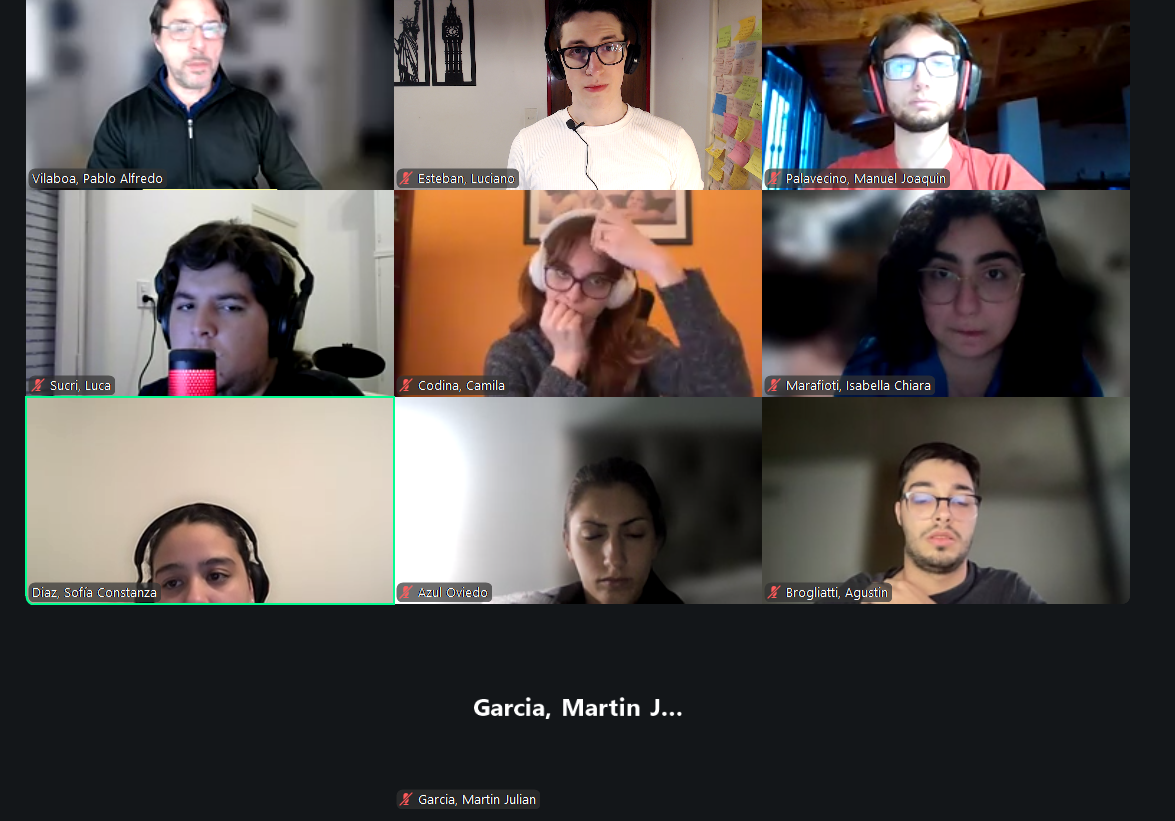 Vilaboa, Pablo Alfredo
Esteban, Luciano
Palavecino, Manuel Joaquin
Sucri, Luca
Codina, Camila
Marafioti, Isabella Chiara
Diaz, Sofía Constanza
Azul Oviedo
Brogliatti, Agustin
Garcia, Martin J...
Garcia, Martin Julian